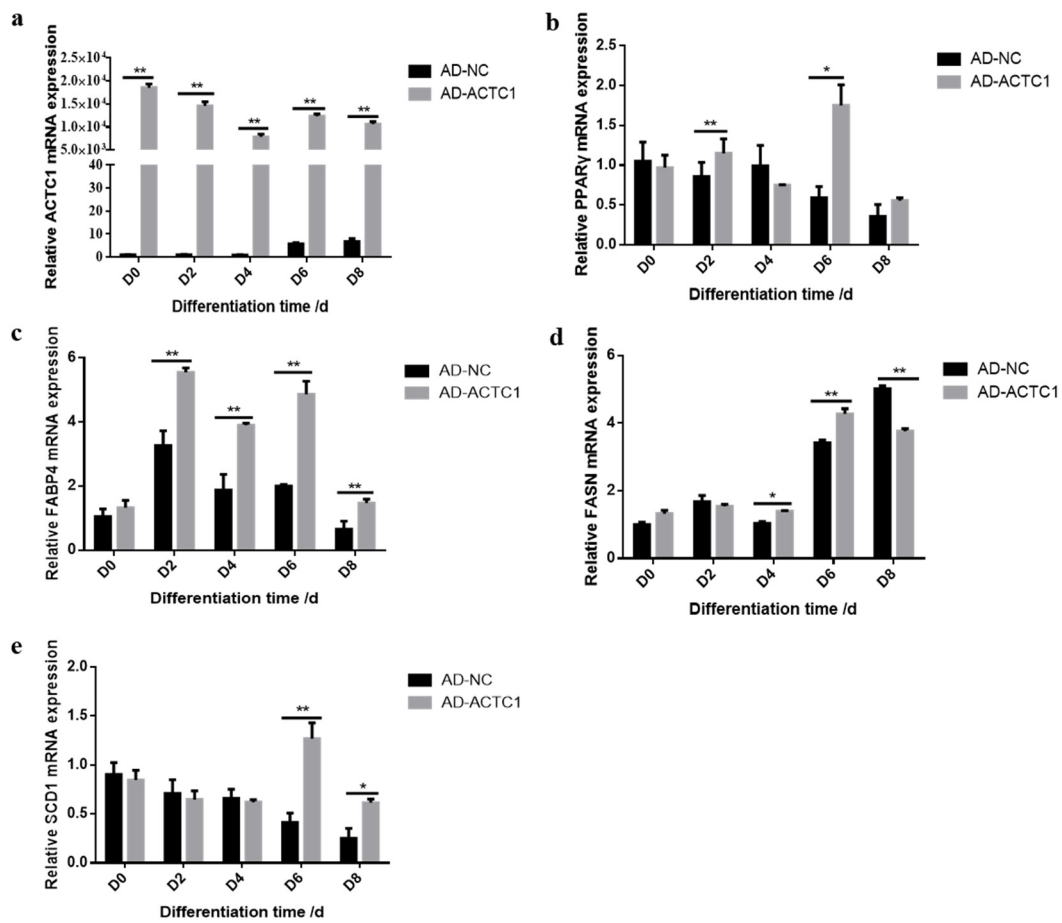 a
Relative ACTC1 mRNA expression
2.5×10⁴
2.0×10⁴
1.5×10⁴
1.0×10⁴
5.0×10³
40
30
20
10
0
**
**
**
**
**
D0
D2
D4
D6
D8
Differentiation time /d
AD-NC
AD-ACTC1
b
Relative PPARγ mRNA expression
2.5
2.0
1.5
1.0
0.5
0.0
**
*
D0
D2
D4
D6
D8
Differentiation time /d
AD-NC
AD-ACTC1
c
Relative FABP4 mRNA expression
6
4
2
0
**
**
**
**
D0
D2
D4
D6
D8
Differentiation time /d
AD-NC
AD-ACTC1
d
Relative FASN mRNA expression
6
4
2
0
*
**
**
D0
D2
D4
D6
D8
Differentiation time /d
AD-NC
AD-ACTC1
e
Relative SCD1 mRNA expression
2.0
1.5
1.0
0.5
0.0
**
*
D0
D2
D4
D6
D8
Differentiation time /d
AD-NC
AD-ACTC1